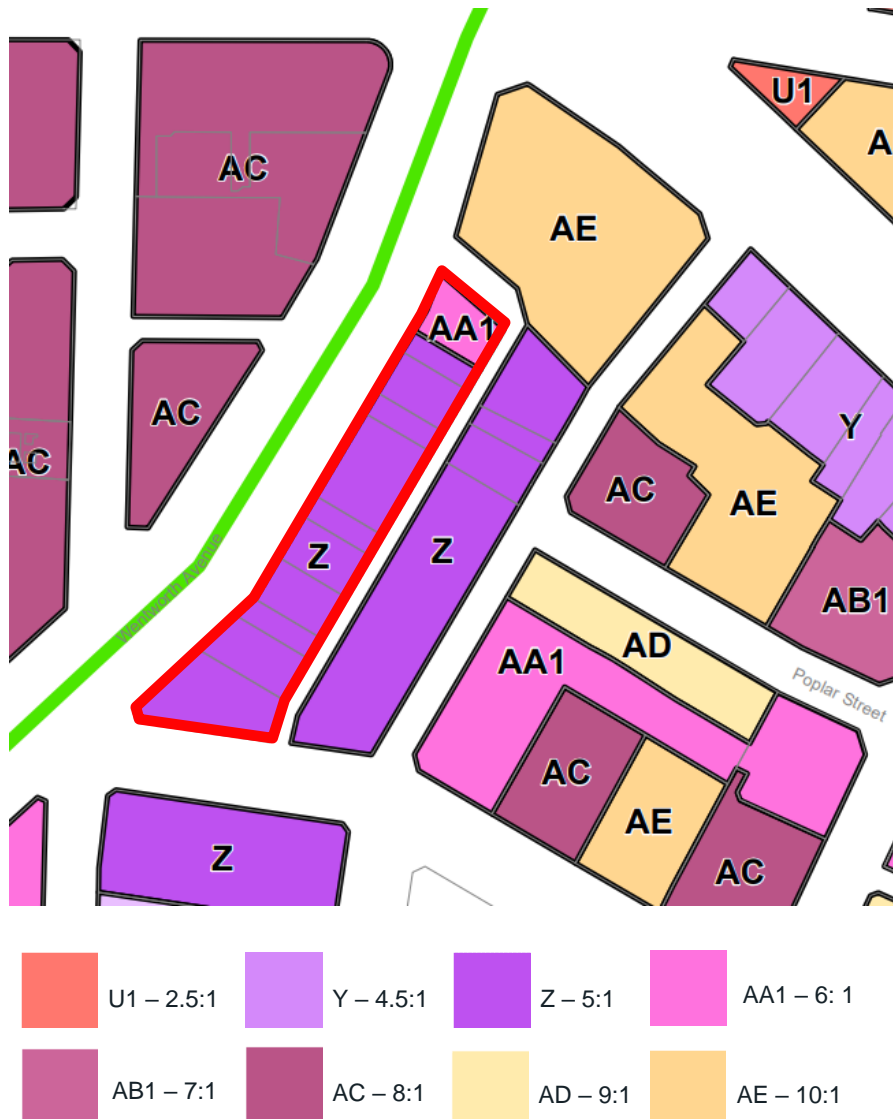 U1
A
AC
AE
AA1
AC
Y
AC
AC
AE
Z
Z
AB1
Wentworth Avenue
AD
AA1
Poplar Street
AC
AE
Z
AC
U1 – 2.5:1
Y – 4.5:1
Z – 5:1
AA1 – 6: 1
AB1 – 7:1
AC – 8:1
AD – 9:1
AE – 10:1